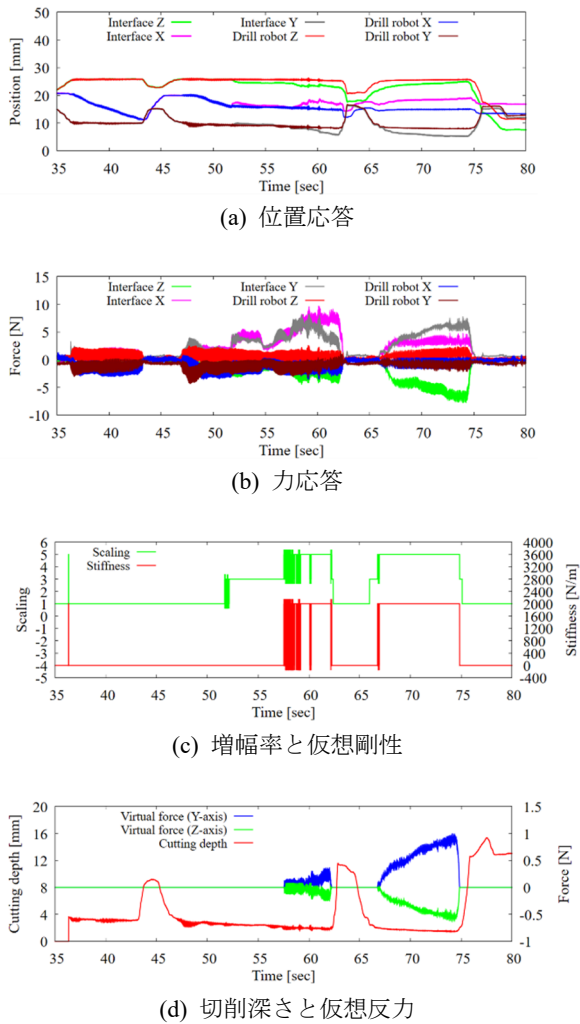 50
40
30
20
10
0
Position [mm]
Interface Z
Interface X
Interface Y
Drill robot Z
Drill robot X
Drill robot Y
35 40 45 50 55 60 65 70 75 80
Time [sec]
(a) 位置応答
15
10
5
0
-5
-10
Force [N]
Interface Z
Interface X
Interface Y
Drill robot Z
Drill robot X
Drill robot Y
35 40 45 50 55 60 65 70 75 80
Time [sec]
(b) 力応答
6
5
4
3
2
1
0
-1
-2
-3
-4
-5
Scaling
Scaling
Stiffness
4000
3600
3200
2800
2400
2000
1600
1200
800
400
0
-400
Stiffness [N/m]
35 40 45 50 55 60 65 70 75 80
Time [sec]
(c) 増幅率と仮想剛性
20
16
12
8
4
0
Cutting depth [mm]
Virtual force (Y-axis)
Virtual force (Z-axis)
Cutting depth
1.5
1
0.5
0
-0.5
-1
Force [N]
35 40 45 50 55 60 65 70 75 80
Time [sec]
(d) 切削深さと仮想反力